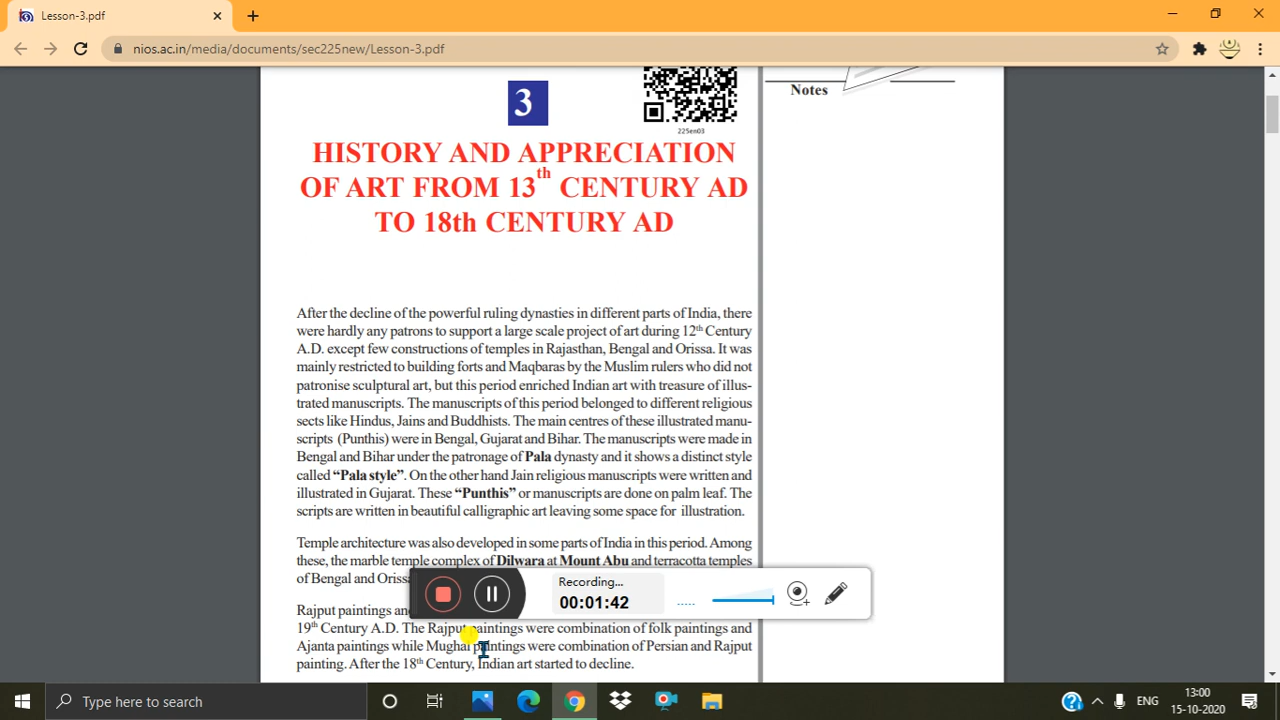 Lesson-3.pdf
nios.ac.in/media/documents/sec225new/Lesson-3.pdf
Notes
3
225en03
HISTORY AND APPRECIATION
OF ART FROM 13th CENTURY AD
TO 18th CENTURY AD
After the decline of the powerful ruling dynasties in different parts of India, there
were hardly any patrons to support a large scale project of art during 12th Century
A.D. except few constructions of temples in Rajasthan, Bengal and Orissa. It was
mainly restricted to building forts and Maqbaras by the Muslim rulers who did not
patronise sculptural art, but this period enriched Indian art with treasure of illus-
trated manuscripts. The manuscripts of this period belonged to different religious
sects like Hindus, Jains and Buddhists. The main centres of these illustrated manu-
scripts (Punthis) were in Bengal, Gujarat and Bihar. The manuscripts were made in
Bengal and Bihar under the patronage of Pala dynasty and it shows a distinct style
called “Pala style”. On the other hand Jain religious manuscripts were written and
illustrated in Gujarat. These “Punthis” or manuscripts are done on palm leaf. The
scripts are written in beautiful calligraphic art leaving some space for illustration.
Temple architecture was also developed in some parts of India in this period. Among
these, the marble temple complex of Dilwara at Mount Abu and terracotta temples
of Bengal and Orissa
Recording...
00:01:42
Rajput paintings and
19th Century A.D. The Rajput paintings were combination of folk paintings and
Ajanta paintings while Mughal paintings were combination of Persian and Rajput
painting. After the 18th Century, Indian art started to decline.
Type here to search
ENG
13:00
15-10-2020